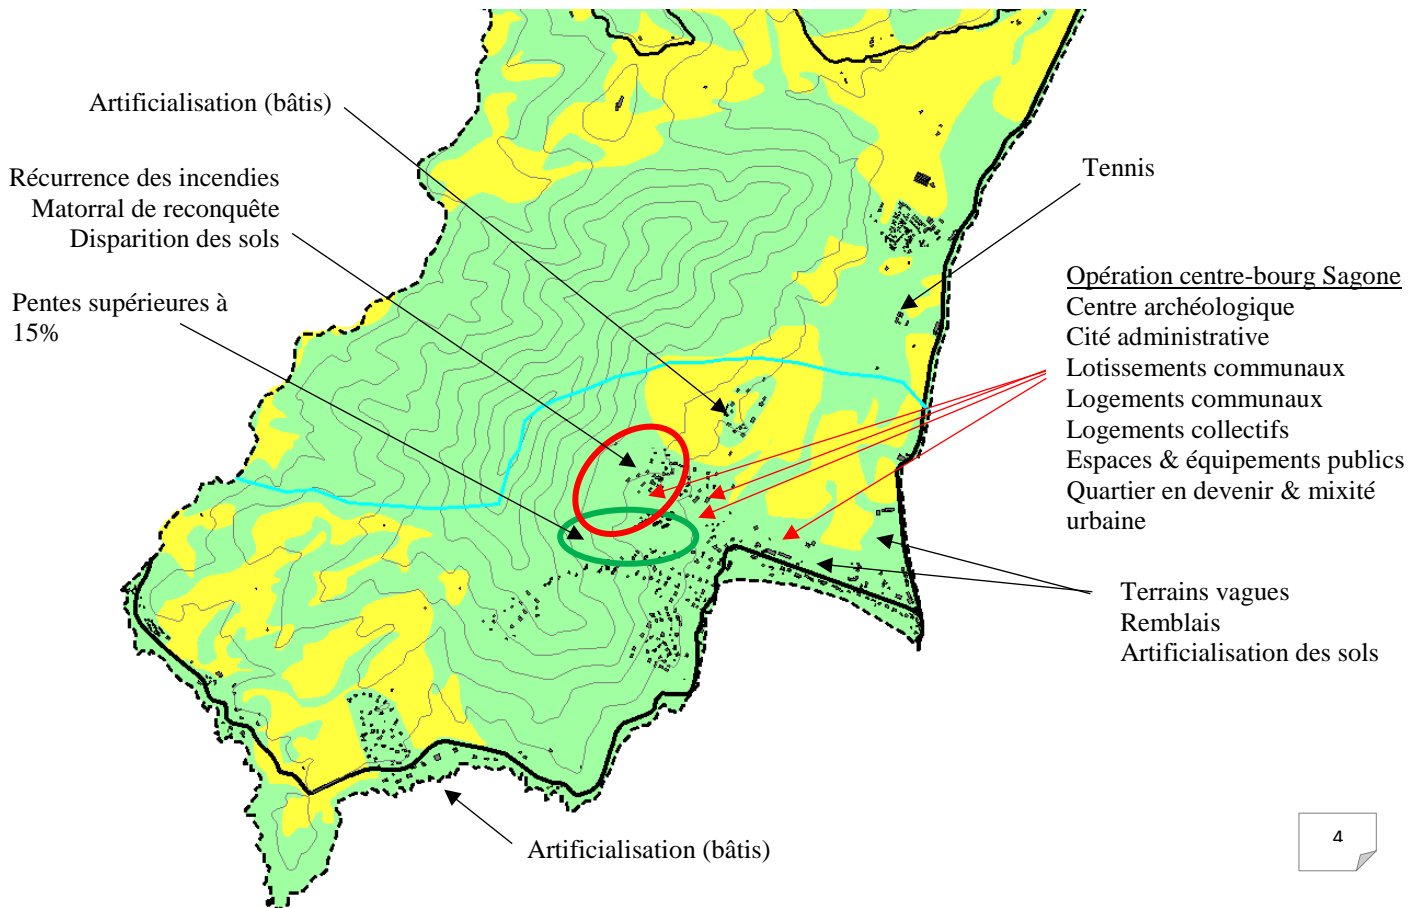 Artificialisation (bâtis)
Récurrence des incendies
Matorral de reconquête
Disparition des sols
Pentes supérieures à
15%
Tennis
Opération centre-bourg Sagone
Centre archéologique
Cité administrative
Lotissements communaux
Logements communaux
Logements collectifs
Espaces & équipements publics
Quartier en devenir & mixité
urbaine
Terrains vagues
Remblais
Artificialisation des sols
Artificialisation (bâtis)
4